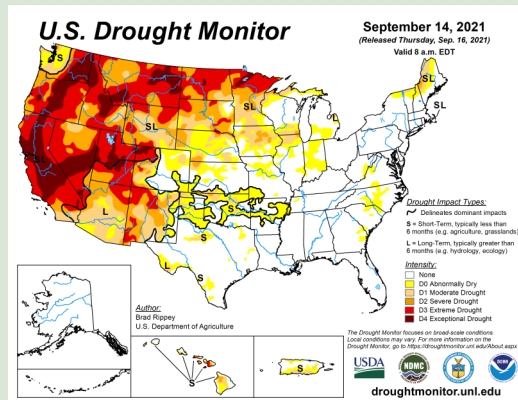 U.S. Drought Monitor
September 14, 2021
(Released Thursday, Sep. 16, 2021)
Valid 8 a.m. EDT
S
SL
SL
SL
L
SL
SL
L
S
S
L
S
Drought Impact Types:
Delineates dominant impacts
S = Short-Term, typically less than
6 months (e.g. agriculture, grasslands)
L = Long-Term, typically greater than
6 months (e.g. hydrology, ecology)
Intensity:
None
D0 Abnormally Dry
D1 Moderate Drought
D2 Severe Drought
D3 Extreme Drought
D4 Exceptional Drought
Author:
Brad Rippey
U.S. Department of Agriculture
S
S
The Drought Monitor focuses on broad-scale conditions.
Local conditions may vary. For more information on the
Drought Monitor, go to https://droughtmonitor.unl.edu/About.aspx
USDA
NDMC
droughtmonitor.unl.edu